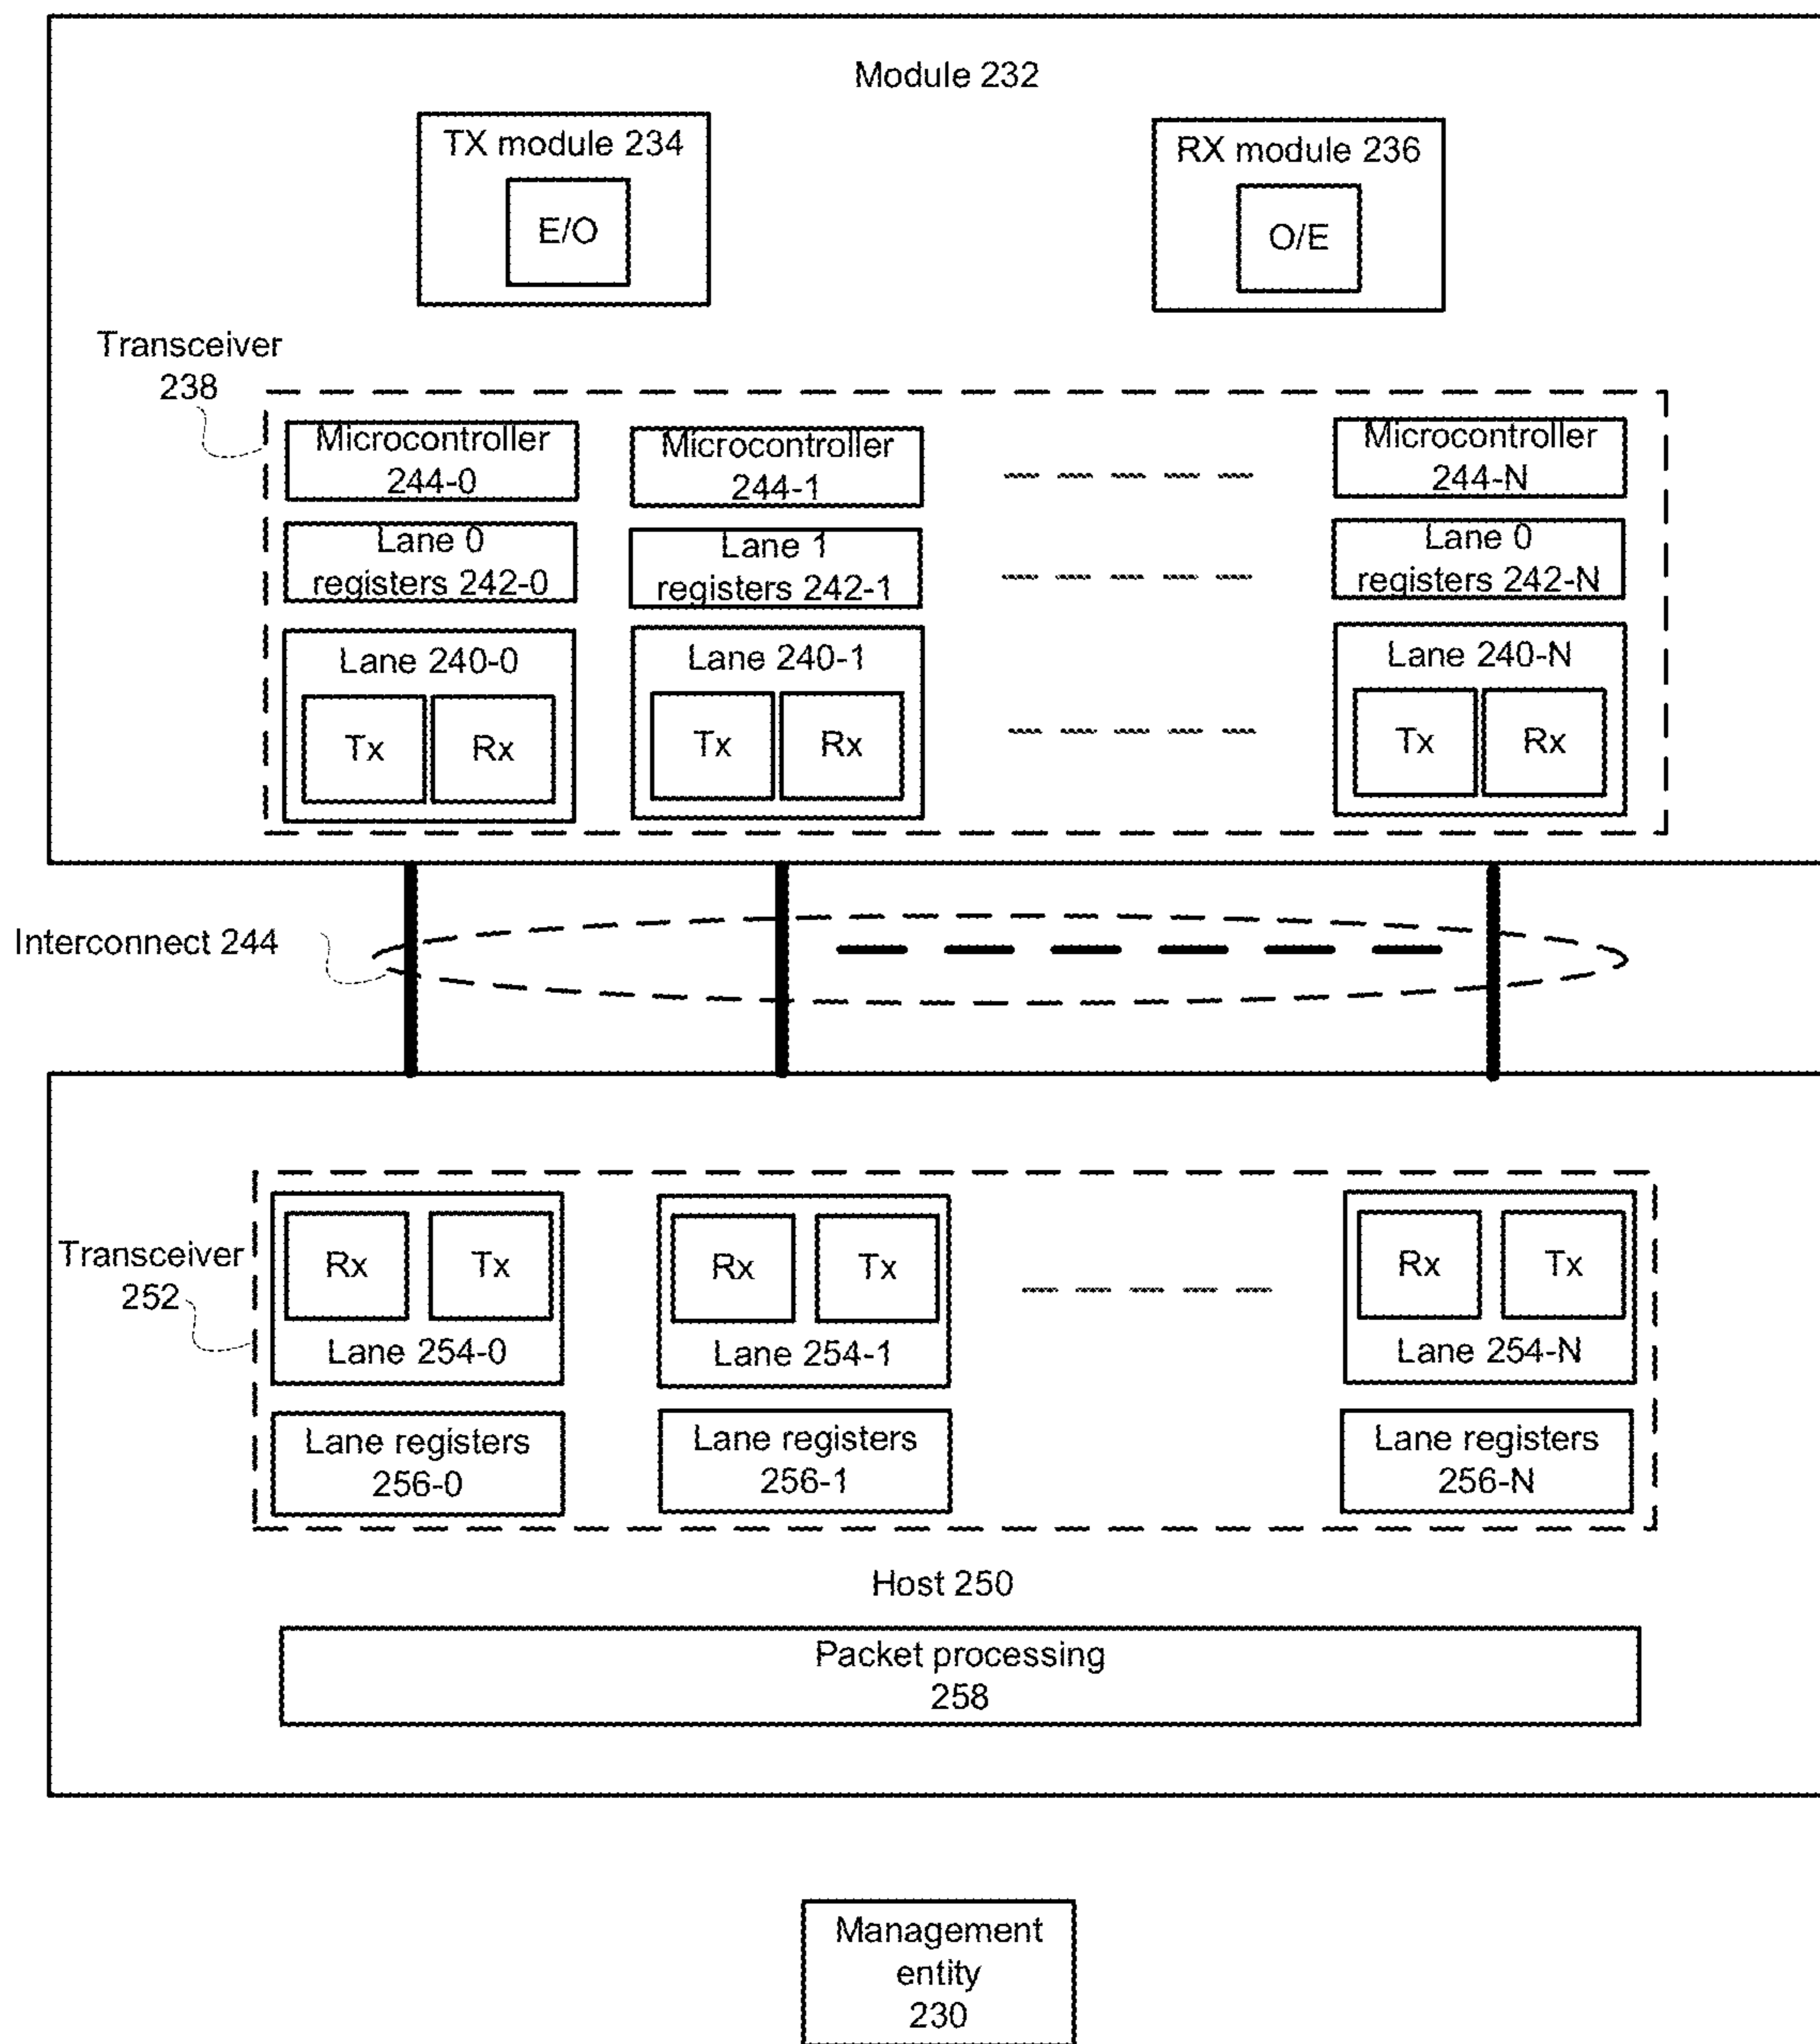 Module 232
TX module 234
RX module 236
E/O
O/E
Transceiver
238
Microcontroller
244-0
Microcontroller
244-1
Microcontroller
244-N
Lane 0
registers 242-0
Lane 1
registers 242-1
Lane 0
registers 242-N
Lane 240-0
Lane 240-1
Lane 240-N
Tx
Rx
Tx
Rx
Tx
Rx
Interconnect 244
Transceiver
252
Rx
Tx
Rx
Tx
Rx
Tx
Lane 254-0
Lane 254-1
Lane 254-N
Lane registers
256-0
Lane registers
256-1
Lane registers
256-N
Host 250
Packet processing
258
Management
entity
230